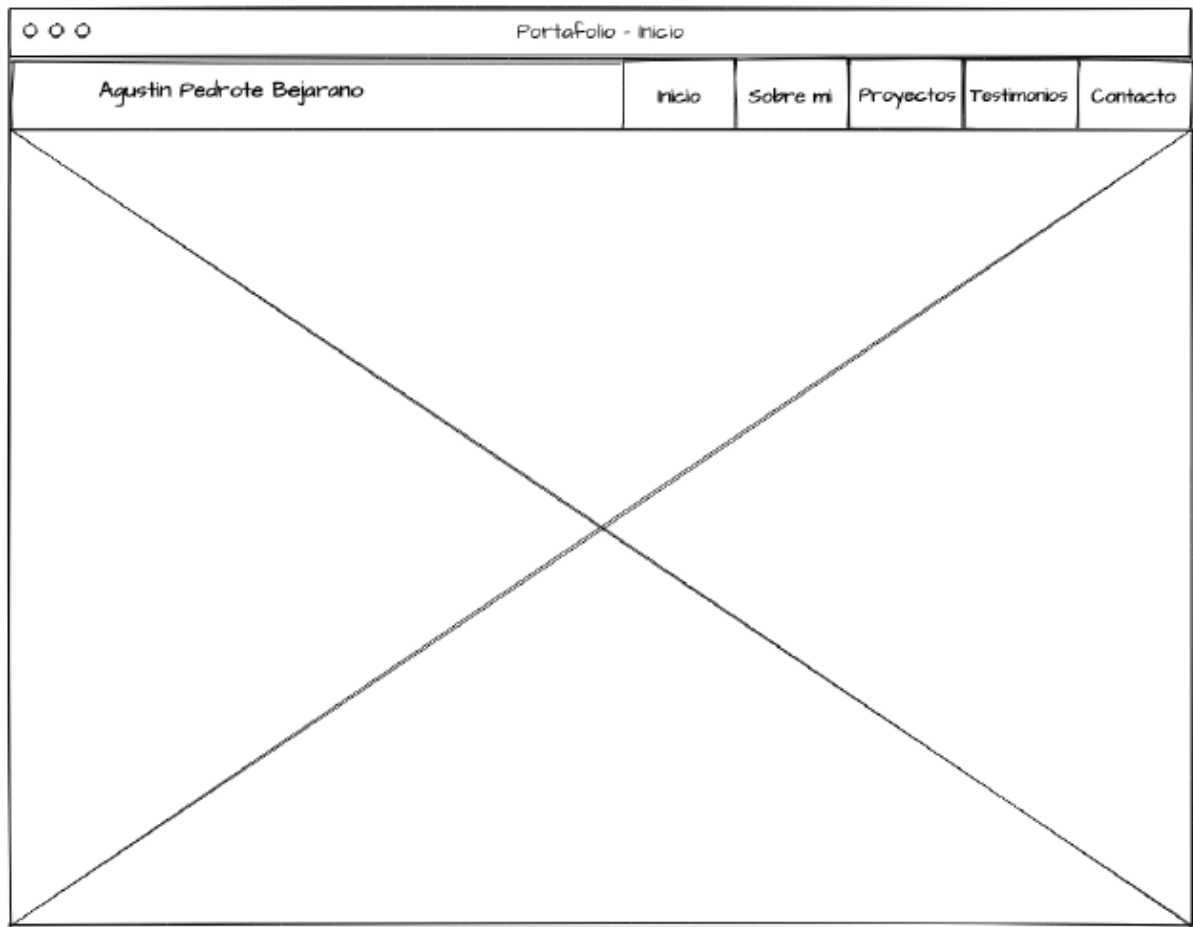 Portafolio - Inicio
Agustin Pedrote Bejarano
Inicio
Sobre mi
Proyectos
Testimonios
Contacto